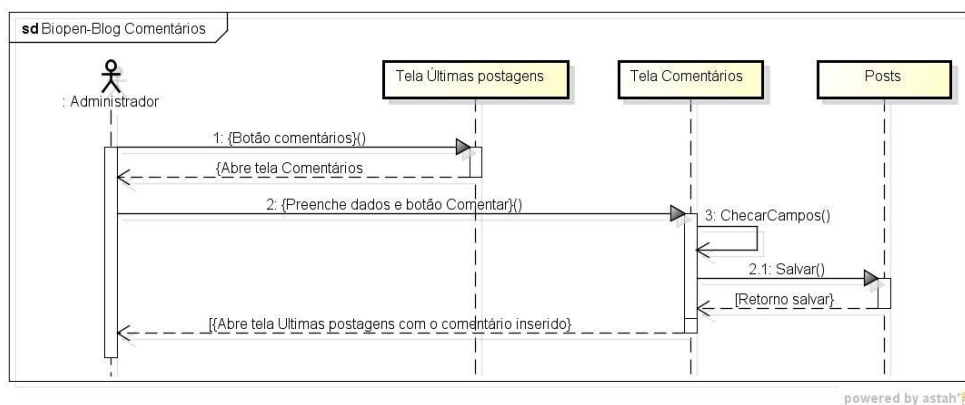 sd Biopen-Blog Comentários
Tela Últimas postagens
Tela Comentários
Posts
: Administrador
1: {Botão comentários}()
{Abre tela Comentários
2: {Preenche dados e botão Comentar}()
3: ChecarCampos()
2.1: Salvar()
[Retorno salvar}
[{Abre tela Ultimas postagens com o comentário inserido}
powered by astah*